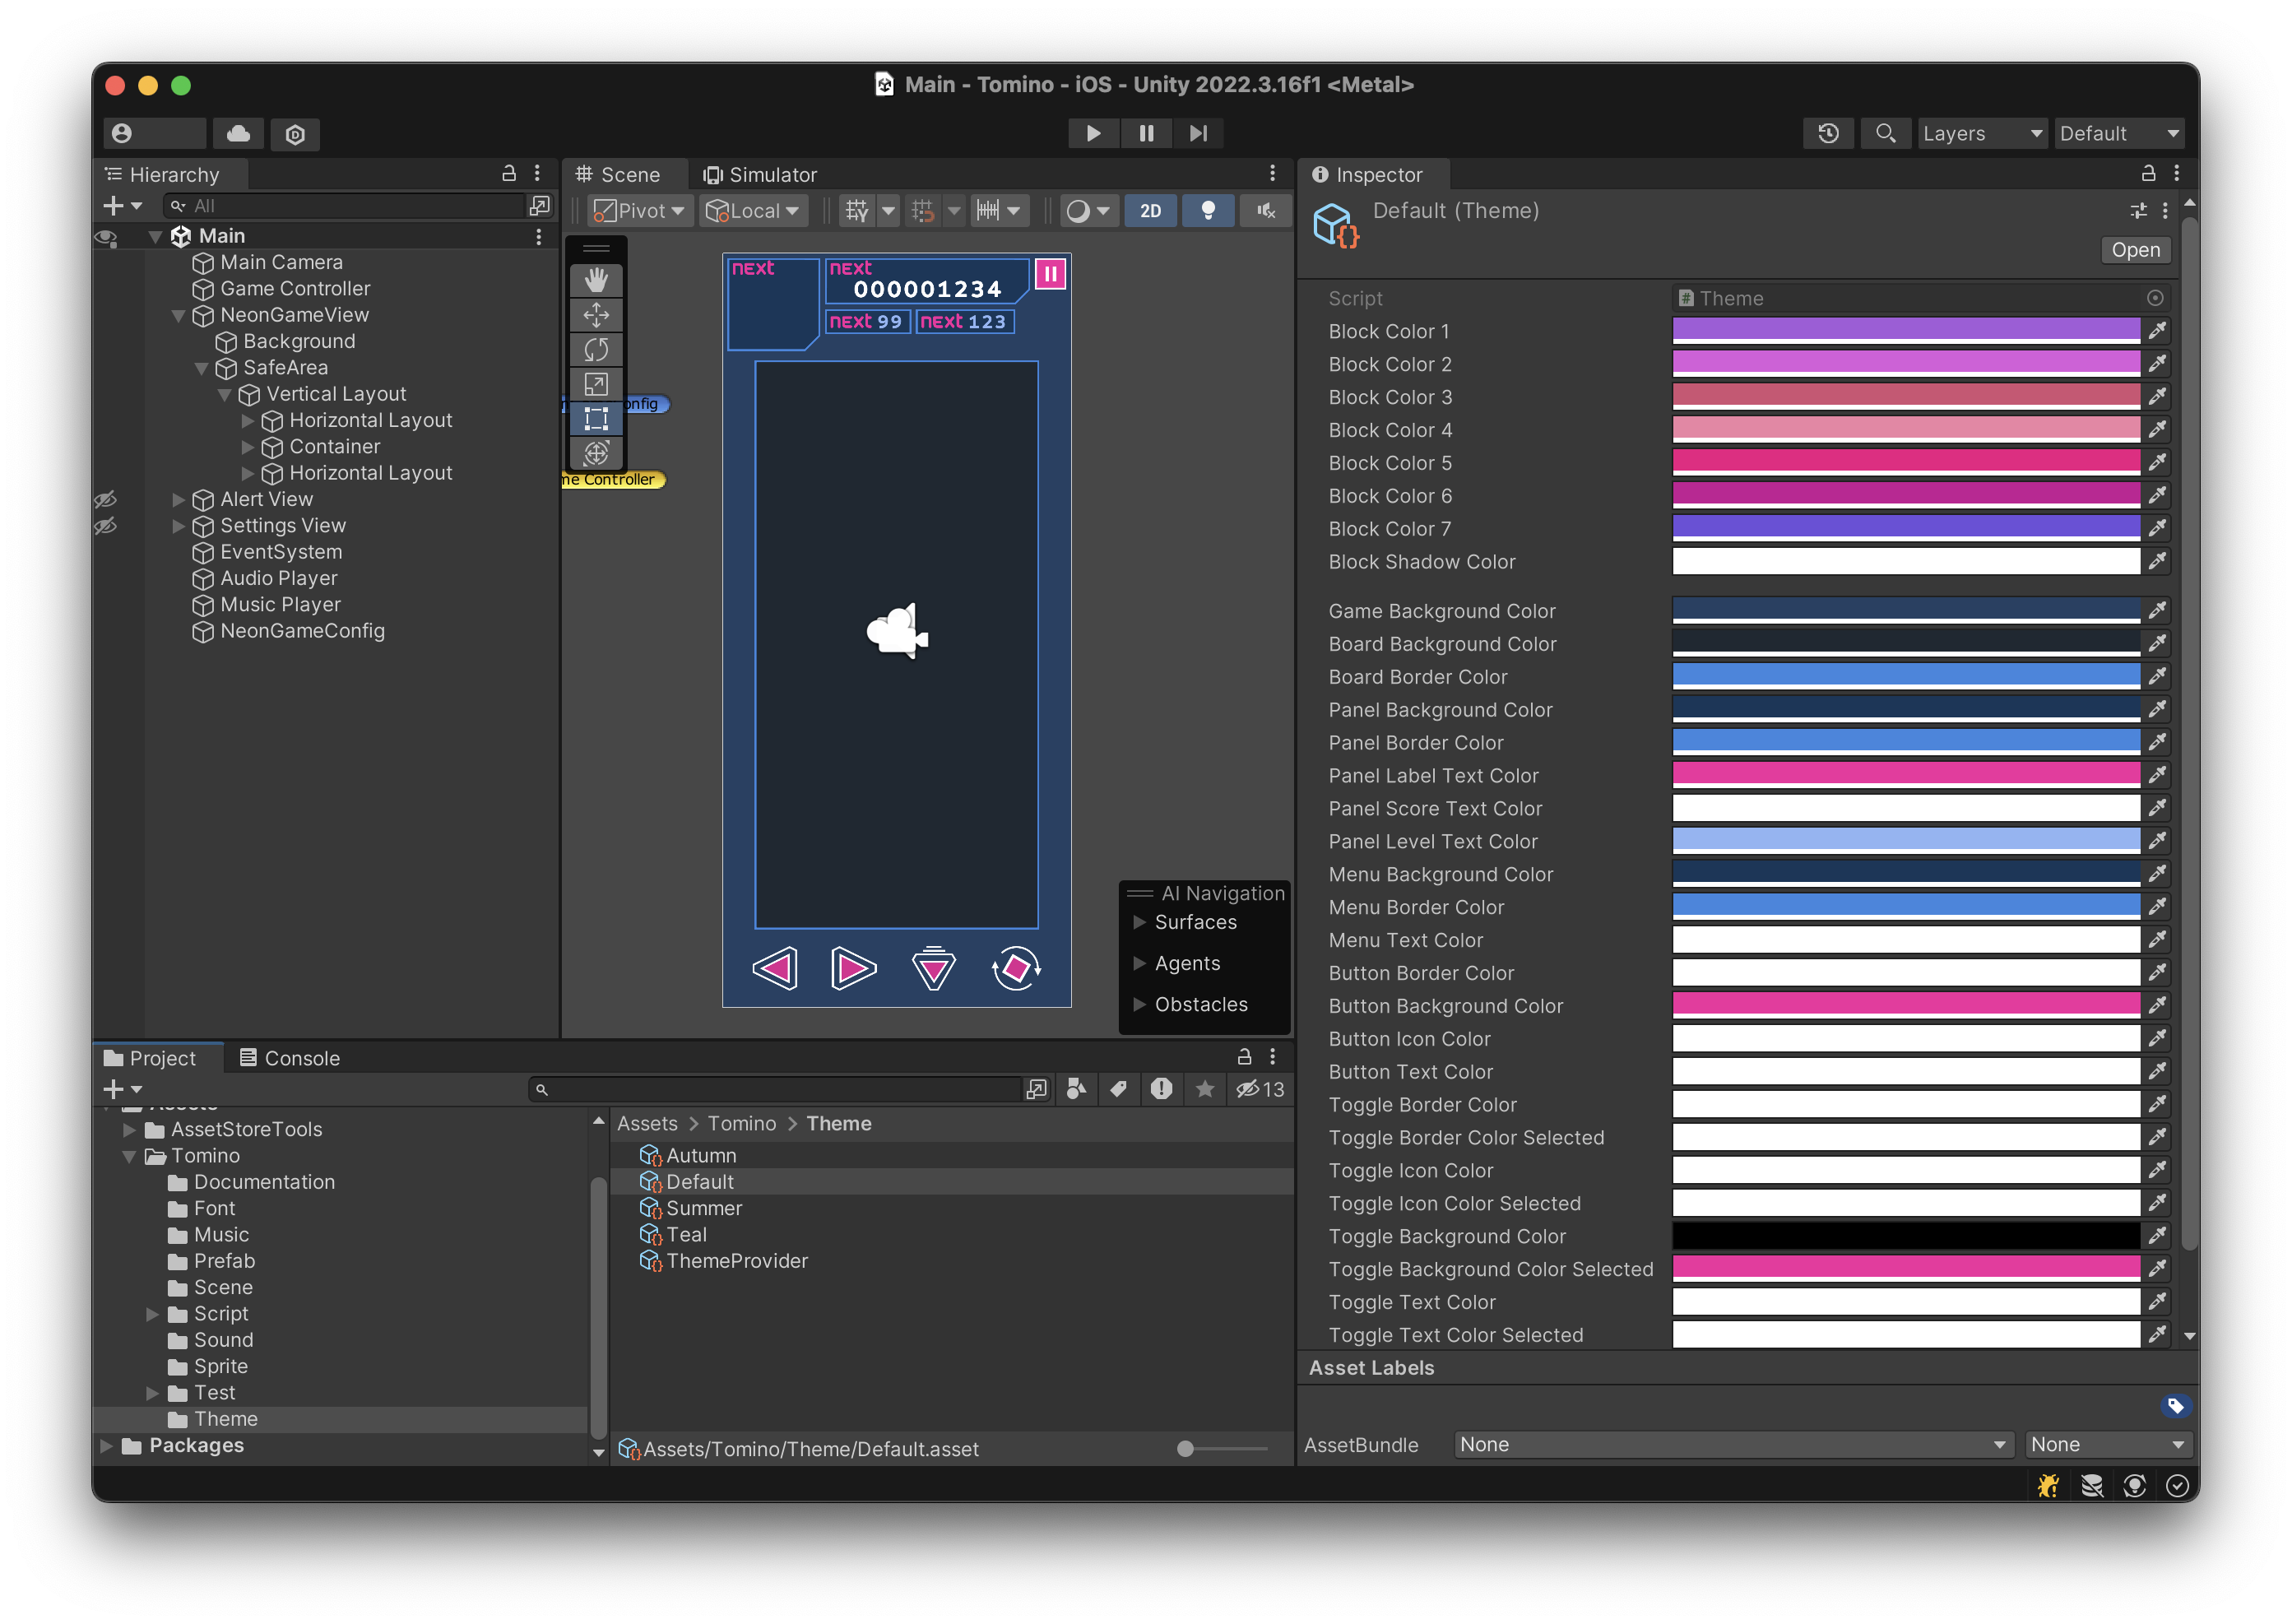 Main - Tomino - iOS - Unity 2022.3.16f1 <Metal>
Layers
Default
Hierarchy
All
Main
Main Camera
Game Controller
NeonGameView
Background
SafeArea
Vertical Layout
Horizontal Layout
Container
Horizontal Layout
Alert View
Settings View
EventSystem
Audio Player
Music Player
NeonGameConfig
Scene
Simulator
Pivot
Local
2D
next
next
000001234
next 99
next 123
onfig
me Controller
AI Navigation
Surfaces
Agents
Obstacles
Inspector
Default (Theme)
Open
Script
Theme
Block Color 1
Block Color 2
Block Color 3
Block Color 4
Block Color 5
Block Color 6
Block Color 7
Block Shadow Color
Game Background Color
Board Background Color
Board Border Color
Panel Background Color
Panel Border Color
Panel Label Text Color
Panel Score Text Color
Panel Level Text Color
Menu Background Color
Menu Border Color
Menu Text Color
Button Border Color
Button Background Color
Button Icon Color
Button Text Color
Toggle Border Color
Toggle Border Color Selected
Toggle Icon Color
Toggle Icon Color Selected
Toggle Background Color
Toggle Background Color Selected
Toggle Text Color
Toggle Text Color Selected
Asset Labels
AssetBundle
None
None
Project
Console
13
Assets
AssetStoreTools
Tomino
Documentation
Font
Music
Prefab
Scene
Script
Sound
Sprite
Test
Theme
Packages
Assets > Tomino > Theme
Autumn
Default
Summer
Teal
ThemeProvider
Assets/Tomino/Theme/Default.asset